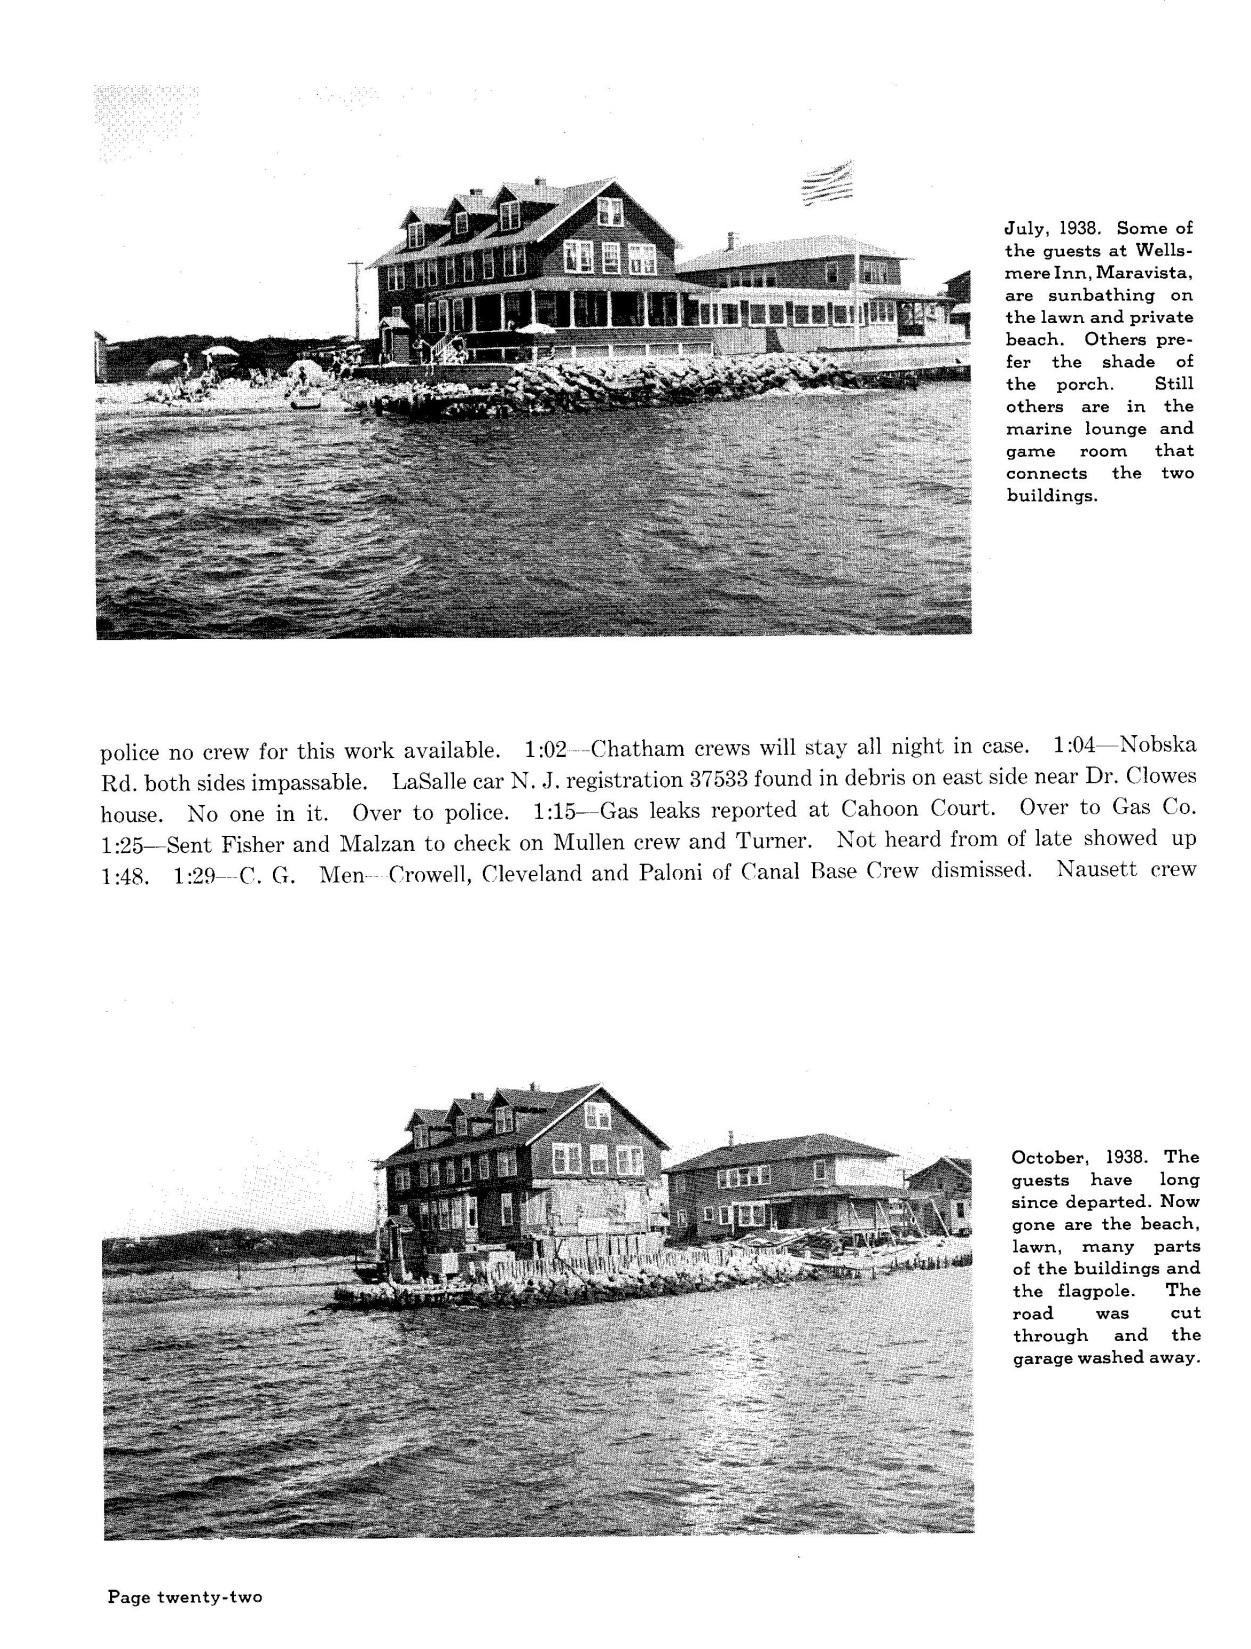 July, 1938. Some of
the guests at Wells-
mere Inn, Maravista,
are sunbathing on
the lawn and private
beach. Others pre-
fer the shade of
the porch. Still
others are in the
marine lounge and
game room that
connects the two
buildings.
police no crew for this work available. 1:02—Chatham crews will stay all night in case. 1:04—Nobska
Rd. both sides impassable. LaSalle car N. J. registration 37533 found in debris on east side near Dr. Clowes
house. No one in it. Over to police. 1:15—Gas leaks reported at Cahoon Court. Over to Gas Co.
1:25—Sent Fisher and Malzan to check on Mullen crew and Turner. Not heard from of late showed up
1:48. 1:29—C. G. Men—Crowell, Cleveland and Paloni of Canal Base Crew dismissed. Nausett crew
October, 1938. The
guests have long
since departed. Now
gone are the beach,
lawn, many parts
of the buildings and
the flagpole. The
road was cut
through and the
garage washed away.
Page twenty-two